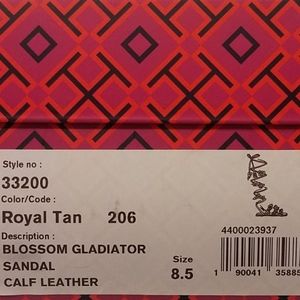 Style no :
33200
Color/Code :
Royal Tan 206
4400023937
Description :
BLOSSOM GLADIATOR
Size
SANDAL
8.5
CALF LEATHER
1 90041 35885